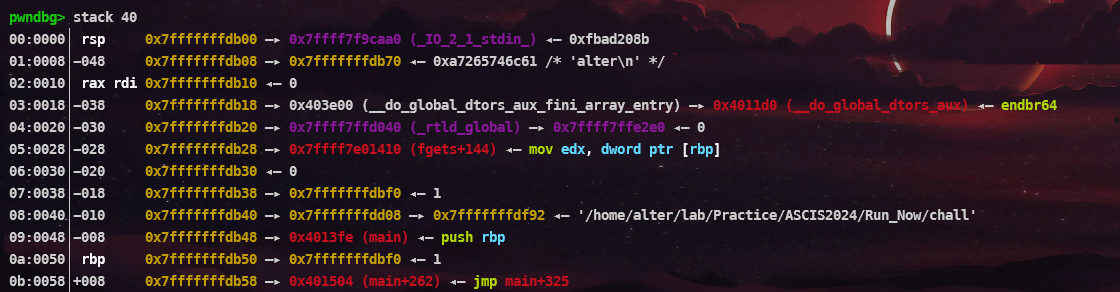 pwndbg> stack 40
00:0000│ rsp     0x7fffffffdb00 —▸ 0x7ffff7f9caa0 (_IO_2_1_stdin_) ◂— 0xfbad208b
01:0008│-048     0x7fffffffdb08 —▸ 0x7fffffffdb70 ◂— 0xa7265746c61 /* 'alter\n' */
02:0010│ rax rdi 0x7fffffffdb10 ◂— 0
03:0018│-038     0x7fffffffdb18 —▸ 0x403e00 (__do_global_dtors_aux_fini_array_entry) —▸ 0x4011d0 (__do_global_dtors_aux) ◂— endbr64
04:0020│-030     0x7fffffffdb20 —▸ 0x7ffff7ffd040 (_rtld_global) —▸ 0x7ffff7ffe2e0 ◂— 0
05:0028│-028     0x7fffffffdb28 —▸ 0x7ffff7e01410 (fgets+144) ◂— mov edx, dword ptr [rbp]
06:0030│-020     0x7fffffffdb30 ◂— 0
07:0038│-018     0x7fffffffdb38 —▸ 0x7fffffffdbf0 ◂— 1
08:0040│-010     0x7fffffffdb40 —▸ 0x7fffffffdd08 —▸ 0x7fffffffdf92 ◂— '/home/alter/lab/Practice/ASCIS2024/Run_Now/chall'
09:0048│-008     0x7fffffffdb48 —▸ 0x4013fe (main) ◂— push rbp
0a:0050│ rbp     0x7fffffffdb50 —▸ 0x7fffffffdbf0 ◂— 1
0b:0058│+008     0x7fffffffdb58 —▸ 0x401504 (main+262) ◂— jmp main+325